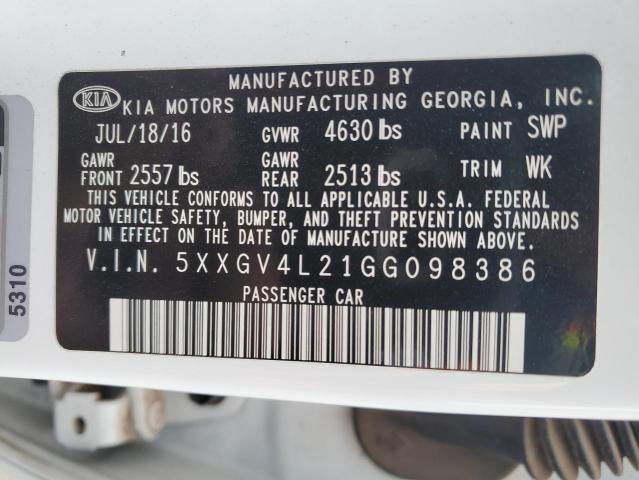 MANUFACTURED BY
KIA KIA MOTORS MANUFACTURING GEORGIA, INC.
JUL/18/16 GVWR 4630 lbs PAINT SWP
GAWR FRONT 2557 lbs GAWR REAR 2513 lbs TRIM WK
THIS VEHICLE CONFORMS TO ALL APPLICABLE U.S.A. FEDERAL
MOTOR VEHICLE SAFETY, BUMPER, AND THEFT PREVENTION STANDARDS
IN EFFECT ON THE DATE OF MANUFACTURE SHOWN ABOVE.
V.I.N. 5XXGV4L21GG098386
PASSENGER CAR
5310